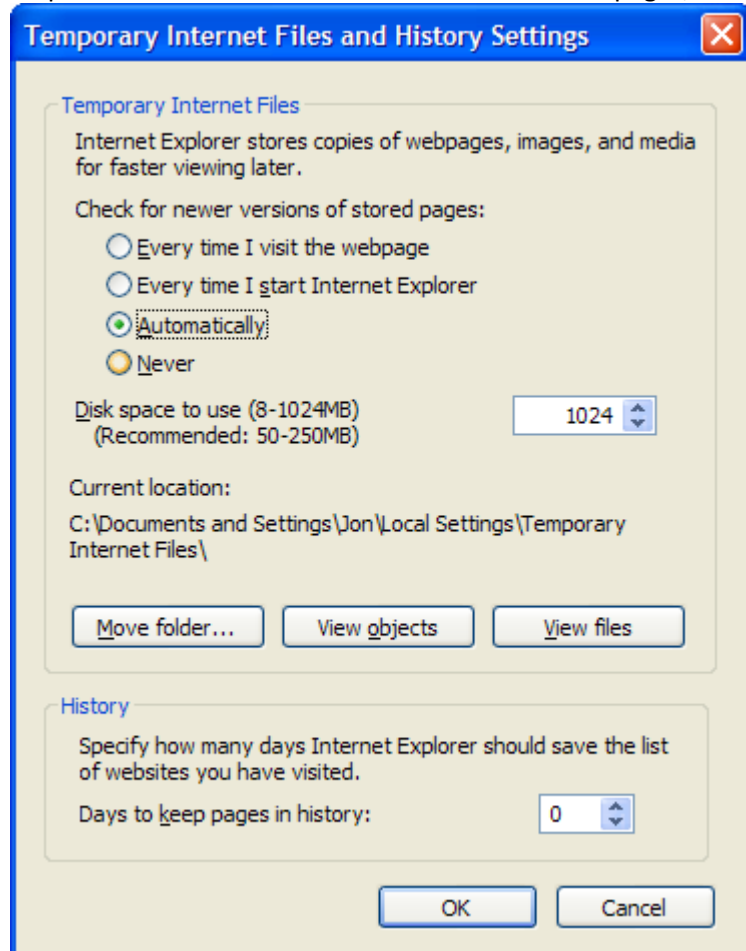 Temporary Internet Files and History Settings
Temporary Internet Files
Internet Explorer stores copies of webpages, images, and media
for faster viewing later.
Check for newer versions of stored pages:
Every time I visit the webpage
Every time I start Internet Explorer
Automatically
Never
Disk space to use (8-1024MB) 1024
(Recommended: 50-250MB)
Current location:
C:\Documents and Settings\Jon\Local Settings\Temporary
Internet Files\
Move folder... View objects View files
History
Specify how many days Internet Explorer should save the list
of websites you have visited.
Days to keep pages in history: 0
OK Cancel